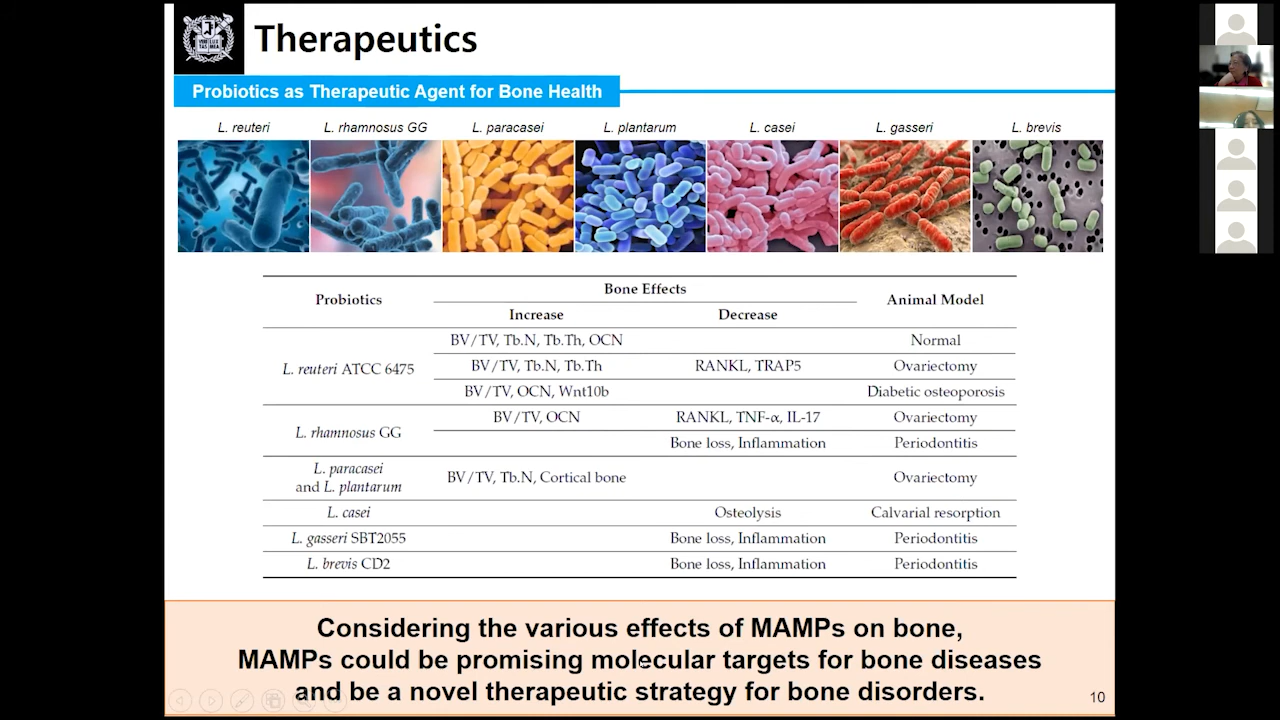 Therapeutics
Probiotics as Therapeutic Agent for Bone Health
L. reuteri L. rhamnosus GG L. paracasei L. plantarum L. casei L. gasseri L. brevis
Probiotics Bone Effects Animal Model
Increase Decrease
L. reuteri ATCC 6475
BV/TV, Tb.N, Tb.Th, OCN Normal
BV/TV, Tb.N, Tb.Th RANKL, TRAP5 Ovariectomy
BV/TV, OCN, Wnt10b Diabetic osteoporosis
L. rhamnosus GG
BV/TV, OCN RANKL, TNF-α, IL-17 Ovariectomy
Bone loss, Inflammation Periodontitis
L. paracasei
and L. plantarum
BV/TV, Tb.N, Cortical bone Ovariectomy
L. casei Osteolysis Calvarial resorption
L. gasseri SBT2055 Bone loss, Inflammation Periodontitis
L. brevis CD2 Bone loss, Inflammation Periodontitis
Considering the various effects of MAMPs on bone,
MAMPs could be promising molecular targets for bone diseases
and be a novel therapeutic strategy for bone disorders.
10